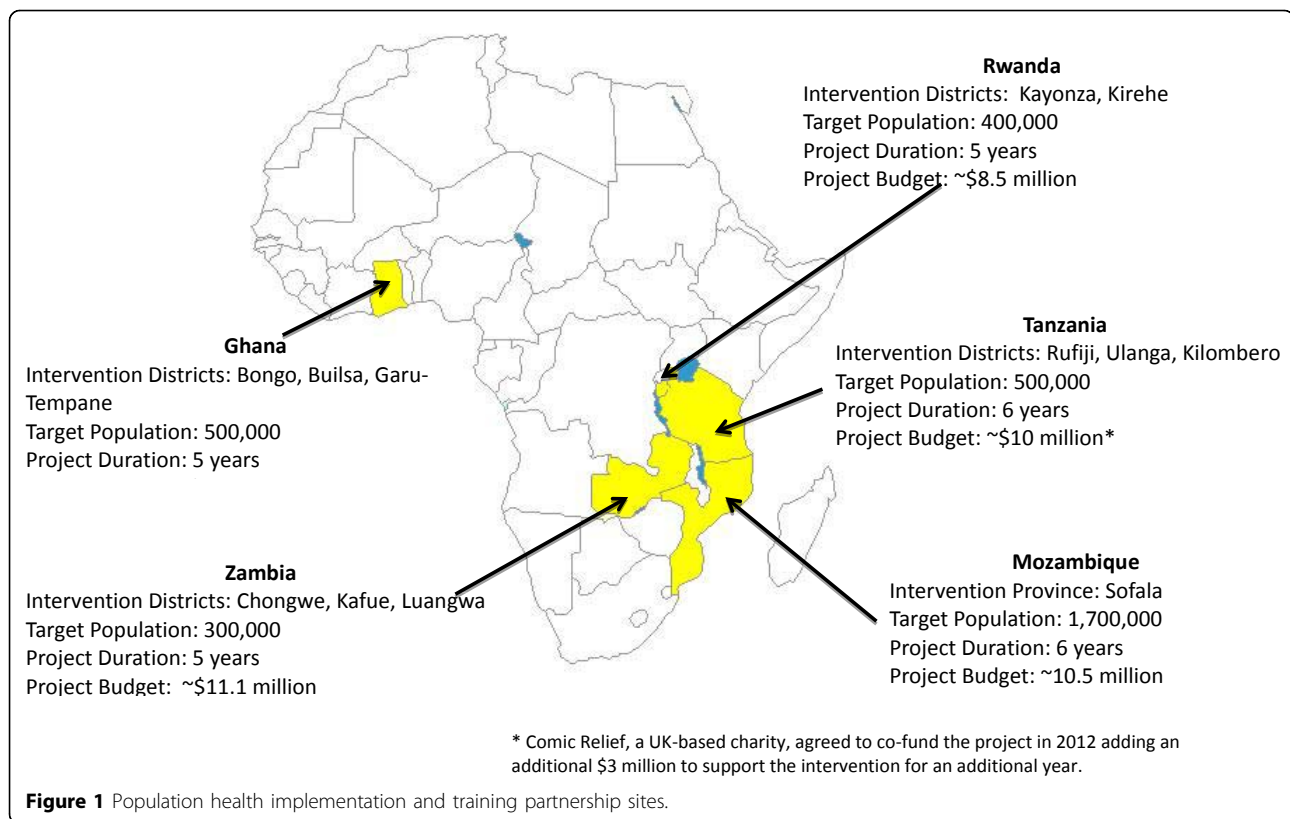 Rwanda
Intervention Districts: Kayonza, Kirehe
Target Population: 400,000
Project Duration: 5 years
Project Budget: ~$8.5 million
Ghana
Intervention Districts: Bongo, Builsa, Garu-
Tempane
Target Population: 500,000
Project Duration: 5 years
Tanzania
Intervention Districts: Rufiji, Ulanga, Kilombero
Target Population: 500,000
Project Duration: 6 years
Project Budget: ~$10 million*
Zambia
Intervention Districts: Chongwe, Kafue, Luangwa
Target Population: 300,000
Project Duration: 5 years
Project Budget: ~$11.1 million
Mozambique
Intervention Province: Sofala
Target Population: 1,700,000
Project Duration: 6 years
Project Budget: ~10.5 million
* Comic Relief, a UK-based charity, agreed to co-fund the project in 2012 adding an
additional $3 million to support the intervention for an additional year.
Figure 1 Population health implementation and training partnership sites.